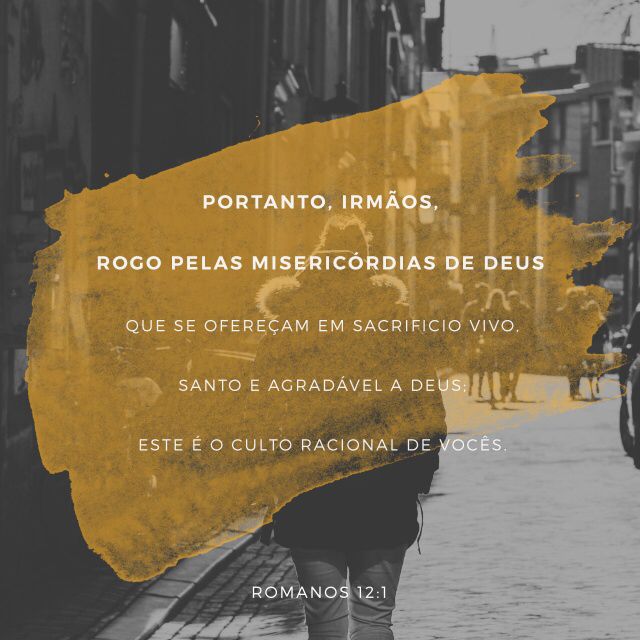 PORTANTO, IRMÃOS,
ROGO PELAS MISERICÓRDIAS DE DEUS
QUE SE OFEREÇAM EM SACRIFICIO VIVO,
SANTO E AGRADÁVEL A DEUS;
ESTE É O CULTO RACIONAL DE VOCÊS.
ROMANOS 12:1